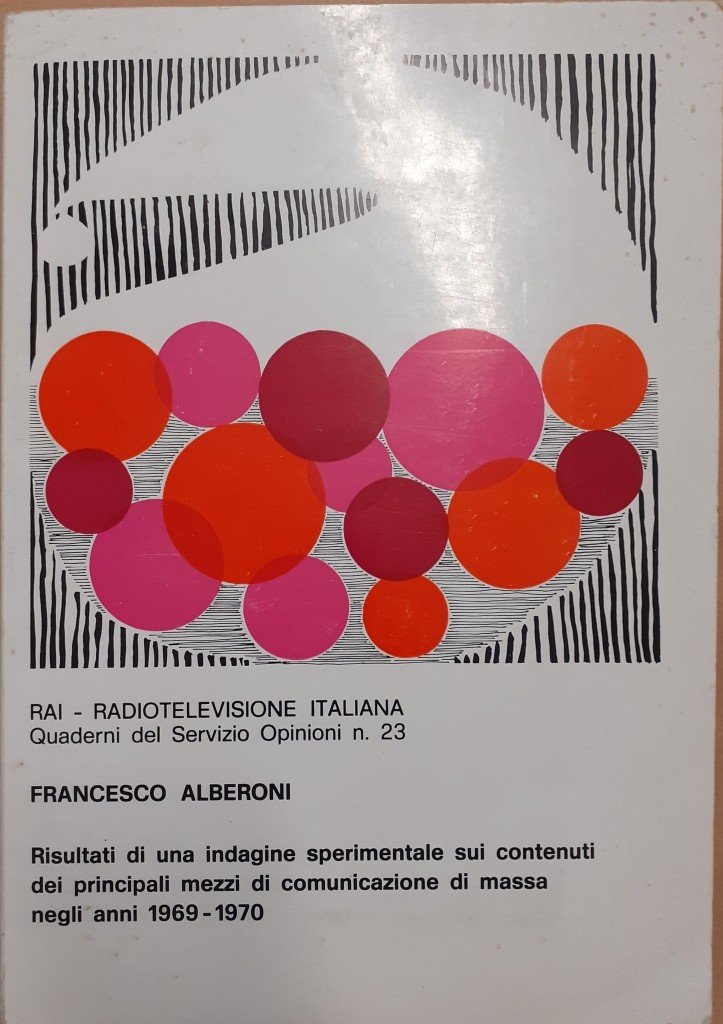 RAI - RADIOTELEVISIONE ITALIANA
Quaderni del Servizio Opinioni n. 23
FRANCESCO ALBERONI
Risultati di una indagine sperimentale sui contenuti
dei principali mezzi di comunicazione di massa
negli anni 1969-1970